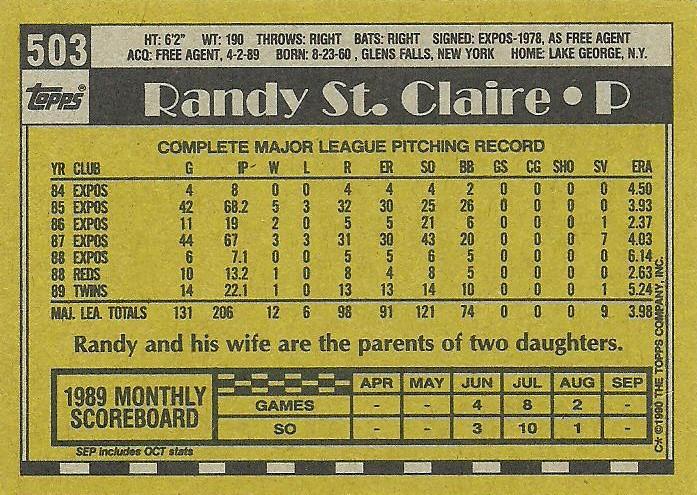 503
HT: 6'2" WT: 190 THROWS: RIGHT BATS: RIGHT SIGNED: EXPOS-1978, AS FREE AGENT
ACQ: FREE AGENT, 4-2-89 BORN: 8-23-60, GLENS FALLS, NEW YORK HOME: LAKE GEORGE, N.Y.
TOPPS
RANDY ST. CLAIRE • P
COMPLETE MAJOR LEAGUE PITCHING RECORD
YR CLUB G IP W L R ER SO BB GS CG SHO SV ERA
84 EXPOS 4 8 0 0 4 4 4 2 0 0 0 0 4.50
85 EXPOS 42 68.2 5 3 32 30 25 26 0 0 0 0 3.93
86 EXPOS 11 19 2 0 5 5 21 6 0 0 0 1 2.37
87 EXPOS 44 67 3 3 31 30 43 20 0 0 0 7 4.03
88 EXPOS 6 7.1 0 0 5 5 6 5 0 0 0 0 6.14
88 REDS 10 13.2 1 0 8 4 8 5 0 0 0 0 2.63
89 TWINS 14 22.1 1 0 13 13 14 10 0 0 0 1 5.24
MAJ. LEA. TOTALS 131 206 12 6 98 91 121 74 0 0 0 9 3.98
Randy and his wife are the parents of two daughters.
1989 MONTHLY SCOREBOARD
APR MAY JUN JUL AUG SEP
GAMES - - 4 8 2 -
SO - - 3 10 1 -
SEP includes OCT stats
C* ©1990 THE TOPPS COMPANY, INC.